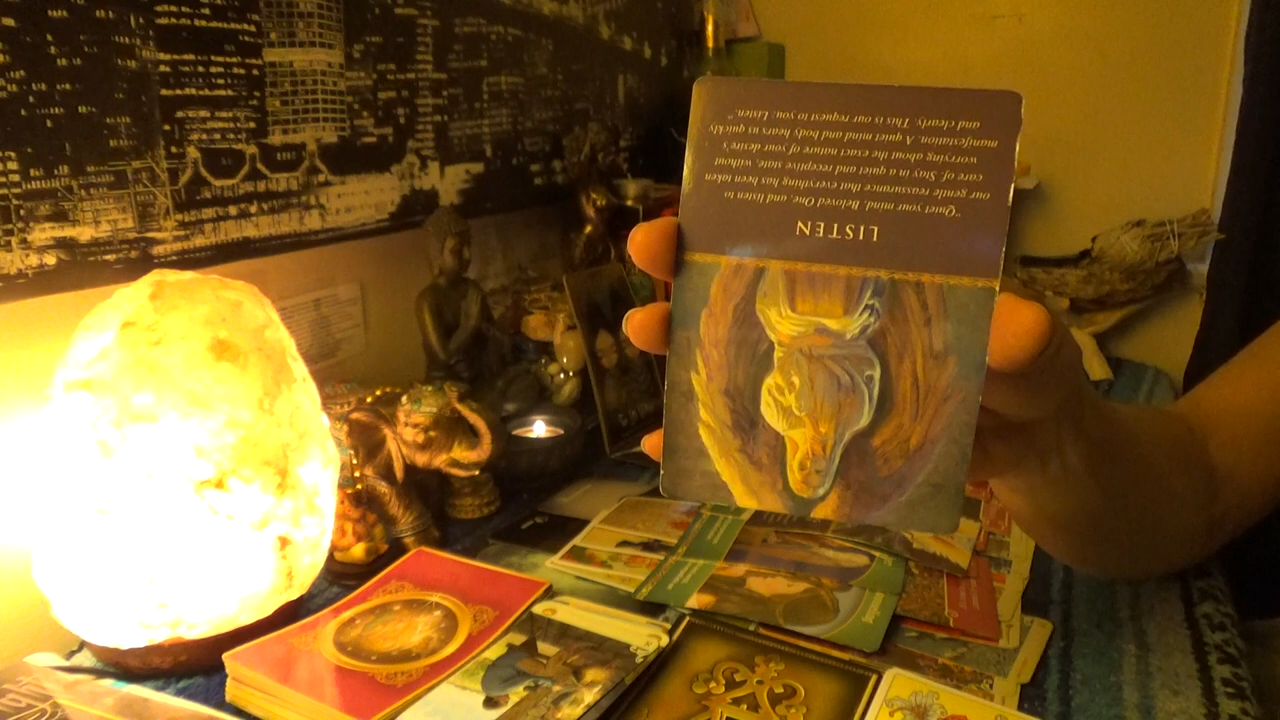 LISTEN
"Quiet your mind, Beloved One, and listen to
our gentle reassurance that everything has been taken
care of. Stay in a quiet and receptive state, without
worrying about the exact nature of your desire's
manifestation. A quiet mind and body hears us quickly
and clearly. This is our request to you: Listen."